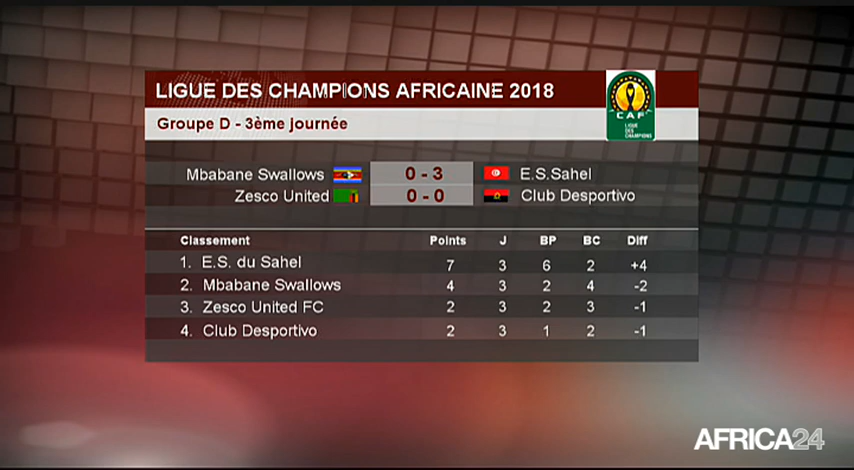 LIGUE DES CHAMPIONS AFRICAINE 2018
Groupe D - 3ème journée
CAF
LIGUE
DES
CHAMPIONS
Mbabane Swallows 0 - 3 E.S.Sahel
Zesco United 0 - 0 Club Desportivo
Classement Points J BP BC Diff
1. E.S. du Sahel 7 3 6 2 +4
2. Mbabane Swallows 4 3 2 4 -2
3. Zesco United FC 2 3 2 3 -1
4. Club Desportivo 2 3 1 2 -1
AFRICA24